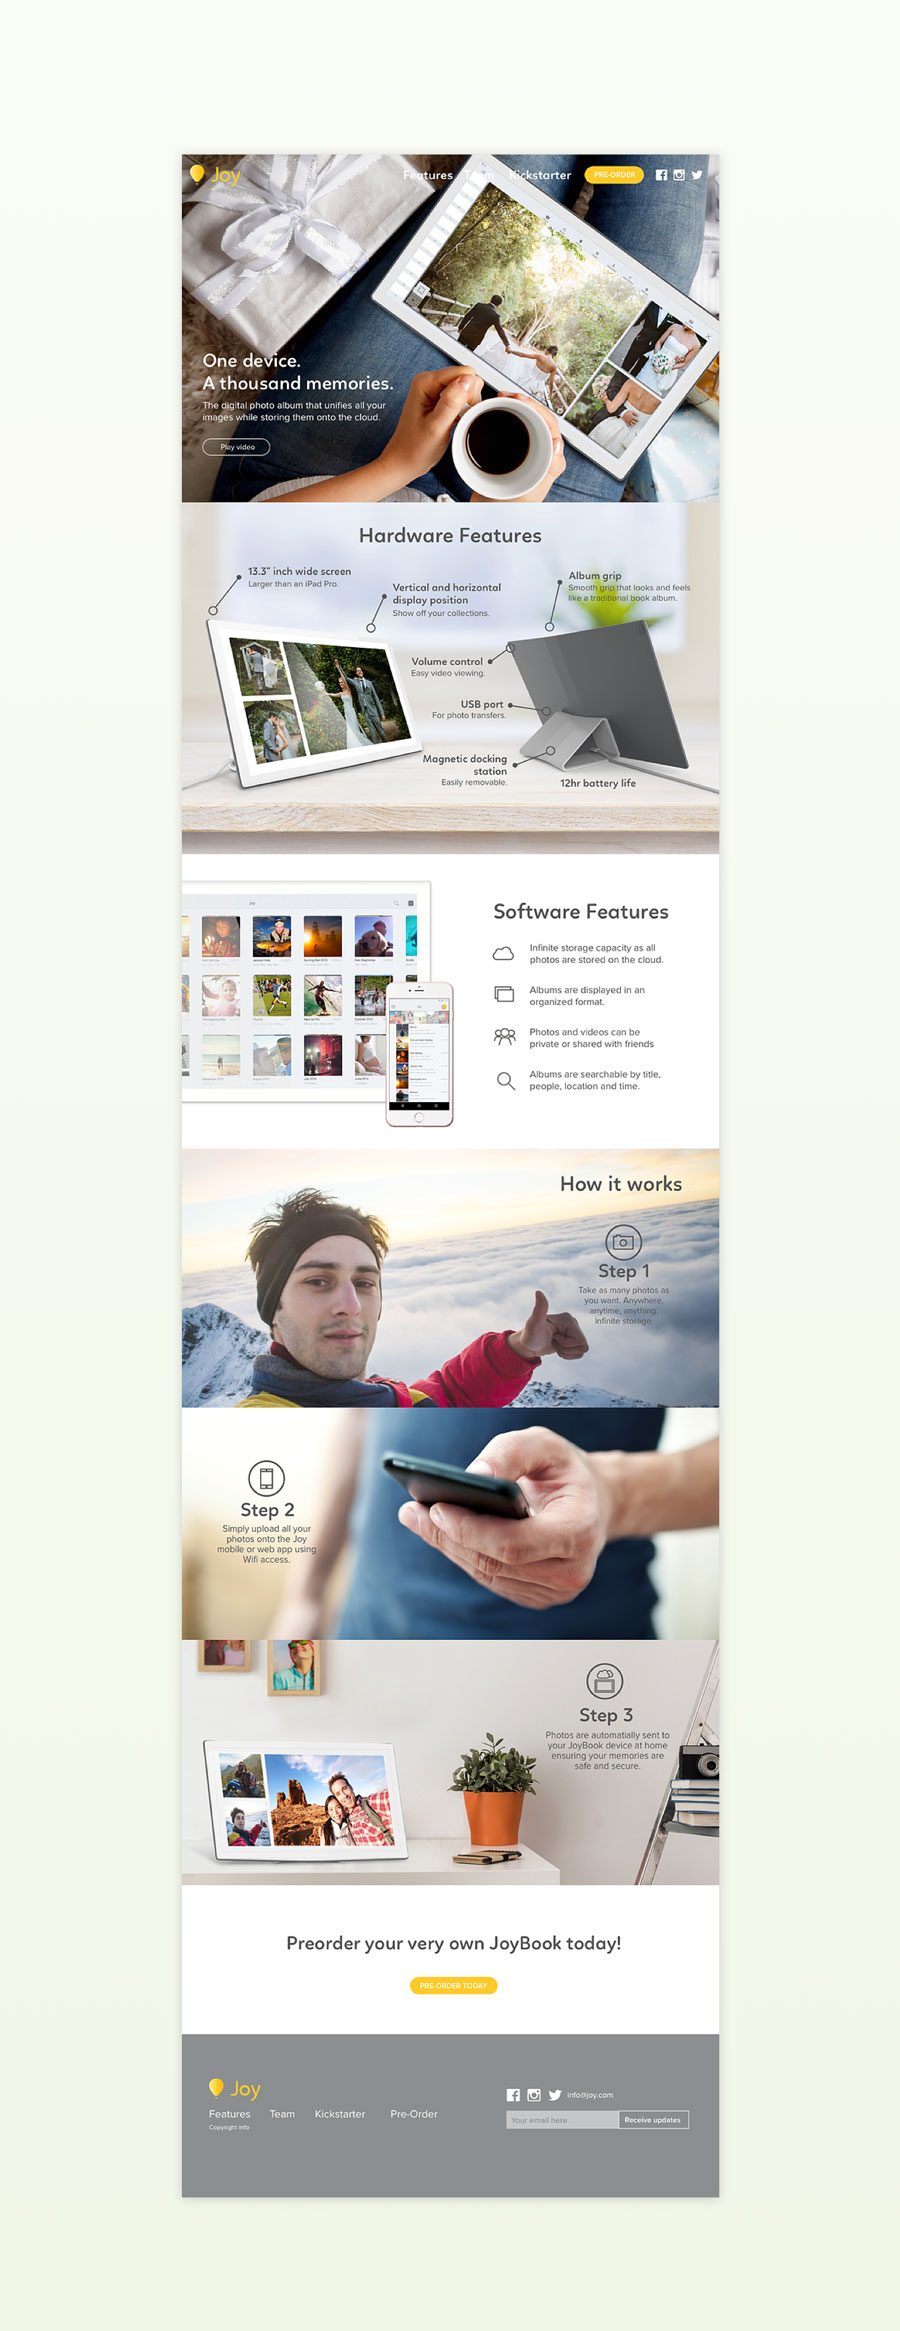 Joy
Features Team Kickstarter PRE-ORDER
One device.
A thousand memories.
The digital photo album that unifies all your
images while storing them onto the cloud.
Play video
Hardware Features
13.3" inch wide screen
Larger than an iPad Pro.
Vertical and horizontal
display position
Show off your collections.
Album grip
Smooth grip that looks and feels
like a traditional book album.
Volume control
Easy video viewing.
USB port
For photo transfers.
Magnetic docking
station
Easily removable.
12hr battery life
Software Features
Infinite storage capacity as all
photos are stored on the cloud.
Albums are displayed in an
organized format.
Photos and videos can be
private or shared with friends
Albums are searchable by title,
people, location and time.
How it works
Step 1
Take as many photos as
you want. Anywhere,
anytime, anything.
Infinite storage.
Step 2
Simply upload all your
photos onto the Joy
mobile or web app using
Wifi access.
Step 3
Photos are automatially sent to
your JoyBook device at home
ensuring your memories are
safe and secure.
Preorder your very own JoyBook today!
PRE-ORDER TODAY
Joy
Features Team Kickstarter Pre-Order
Copyright info
info@joy.com
Your email here Receive updates